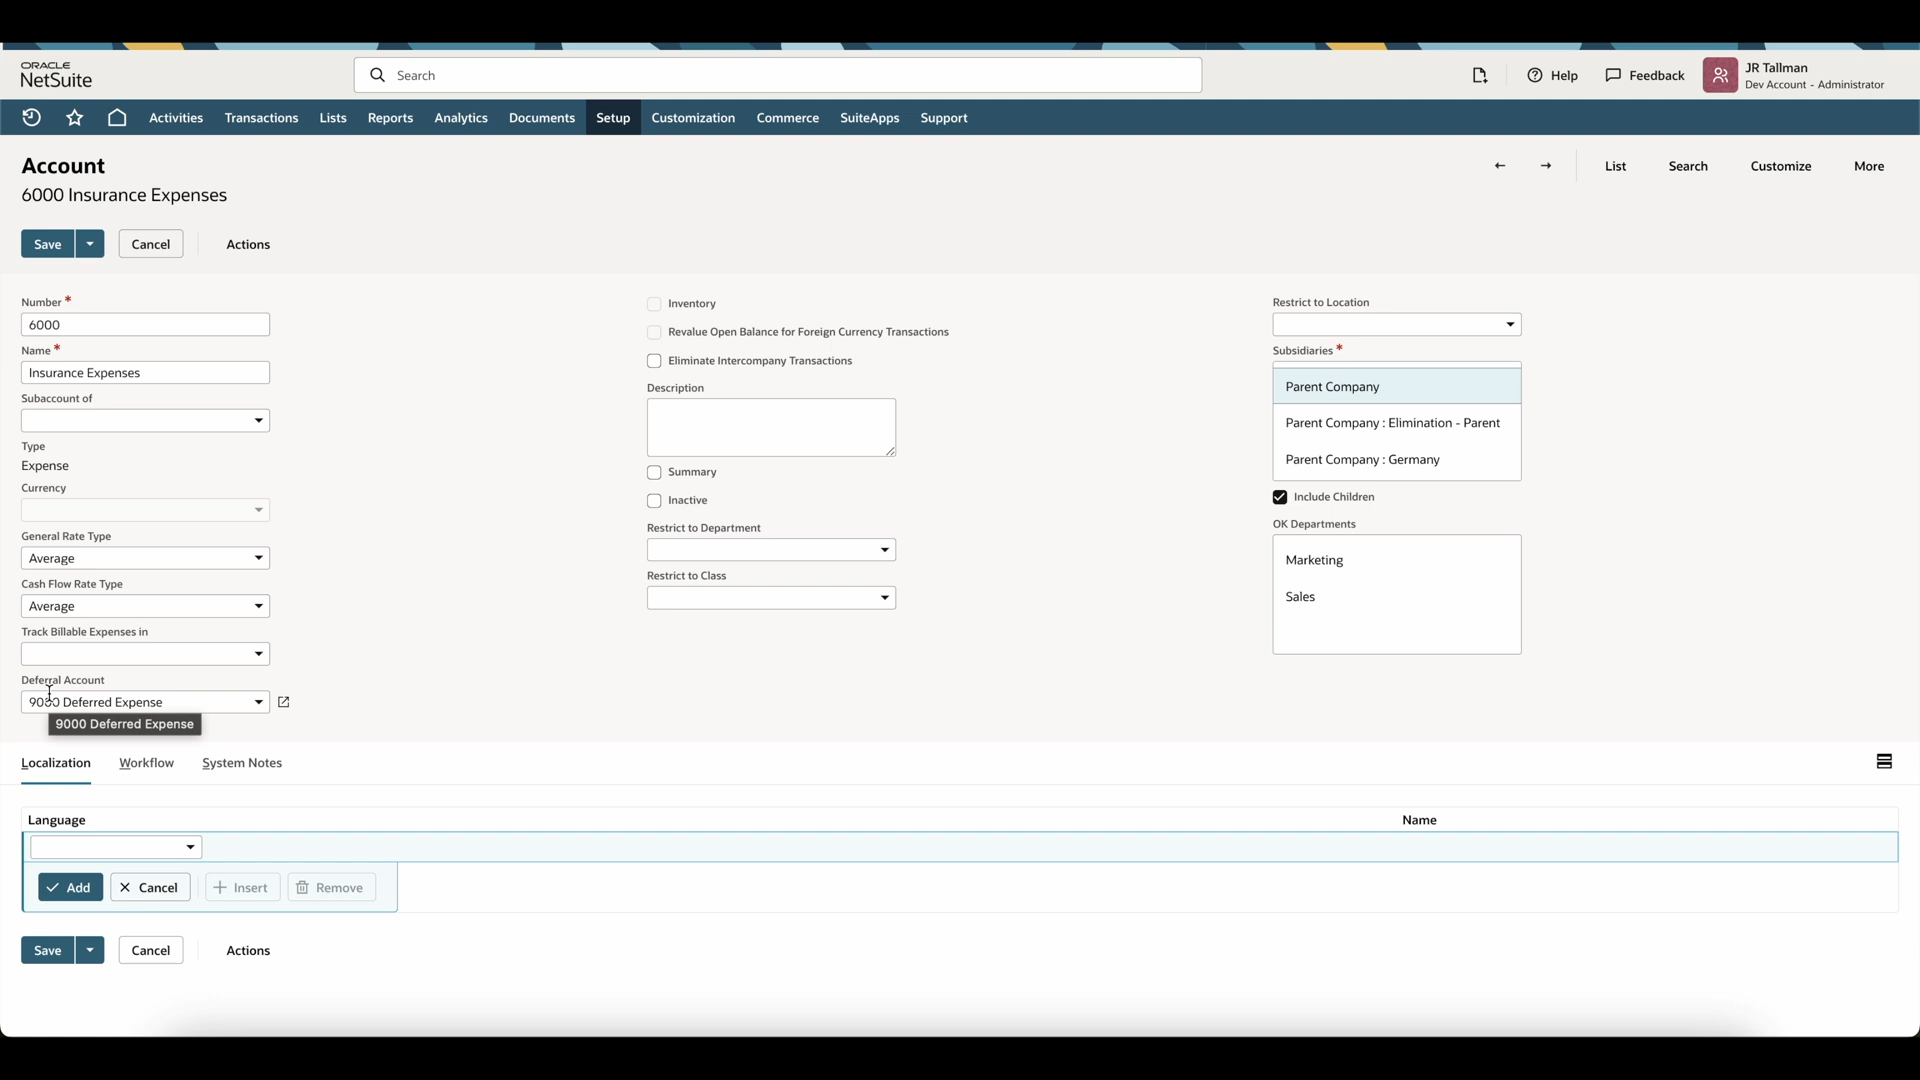 ORACLE
NetSuite
Search
Help
Feedback
JR Tallman
Dev Account - Administrator
Activities
Transactions
Lists
Reports
Analytics
Documents
Setup
Customization
Commerce
SuiteApps
Support
Account
6000 Insurance Expenses
List
Search
Customize
More
Save
Cancel
Actions
Number *
6000
Name *
Insurance Expenses
Subaccount of
Type
Expense
Currency
General Rate Type
Average
Cash Flow Rate Type
Average
Track Billable Expenses in
Deferral Account
9000 Deferred Expense
9000 Deferred Expense
Inventory
Revalue Open Balance for Foreign Currency Transactions
Eliminate Intercompany Transactions
Description
Summary
Inactive
Restrict to Department
Restrict to Class
Restrict to Location
Subsidiaries *
Parent Company
Parent Company : Elimination - Parent
Parent Company : Germany
Include Children
OK Departments
Marketing
Sales
Localization
Workflow
System Notes
Language
Name
Add
Cancel
Insert
Remove
Save
Cancel
Actions